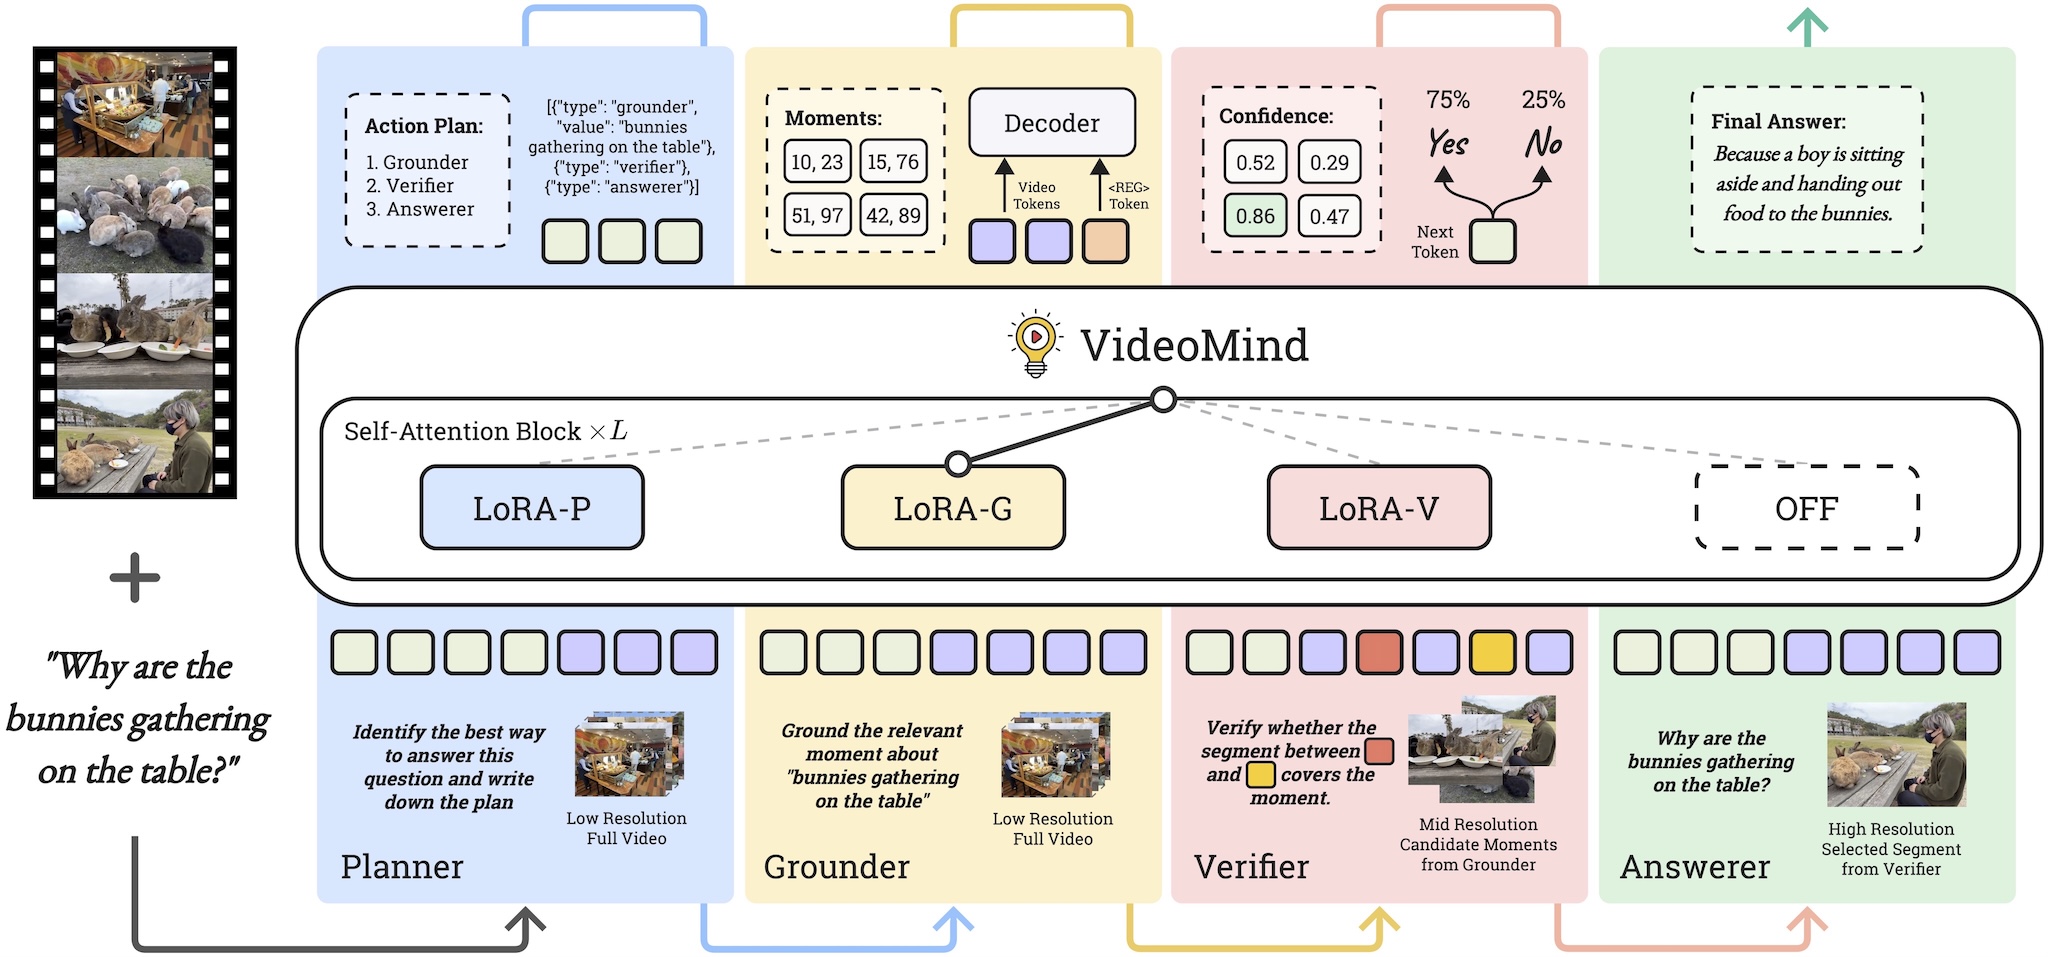 "Why are the
bunnies gathering
on the table?"
Action Plan:
1. Grounder
2. Verifier
3. Answerer
[{"type": "grounder",
"value": "bunnies
gathering on the table"},
{"type": "verifier"},
{"type": "answerer"}]
Moments:
10, 23
15, 76
51, 97
42, 89
Decoder
Video
Tokens
<REG>
Token
Confidence:
0.52
0.29
0.86
0.47
75%
25%
Yes
No
Next
Token
Final Answer:
Because a boy is sitting
aside and handing out
food to the bunnies.
VideoMind
Self-Attention Block ×L
LoRA-P
LoRA-G
LoRA-V
OFF
Identify the best way
to answer this
question and write
down the plan
Low Resolution
Full Video
Planner
Ground the relevant
moment about
"bunnies gathering
on the table"
Low Resolution
Full Video
Grounder
Verify whether the
segment between
and covers the
moment.
Mid Resolution
Candidate Moments
from Grounder
Verifier
Why are the
bunnies gathering
on the table?
High Resolution
Selected Segment
from Verifier
Answerer